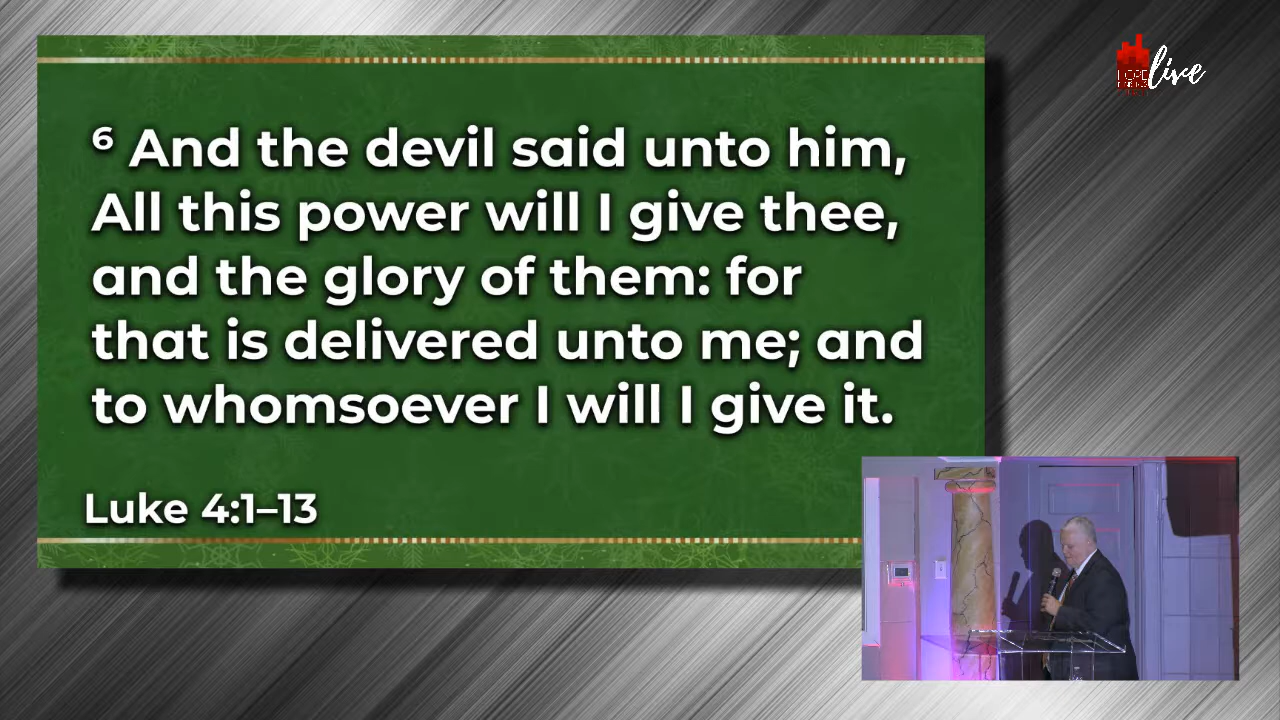 ⁶ And the devil said unto him,
All this power will I give thee,
and the glory of them: for
that is delivered unto me; and
to whomsoever I will I give it.
Luke 4:1–13
live